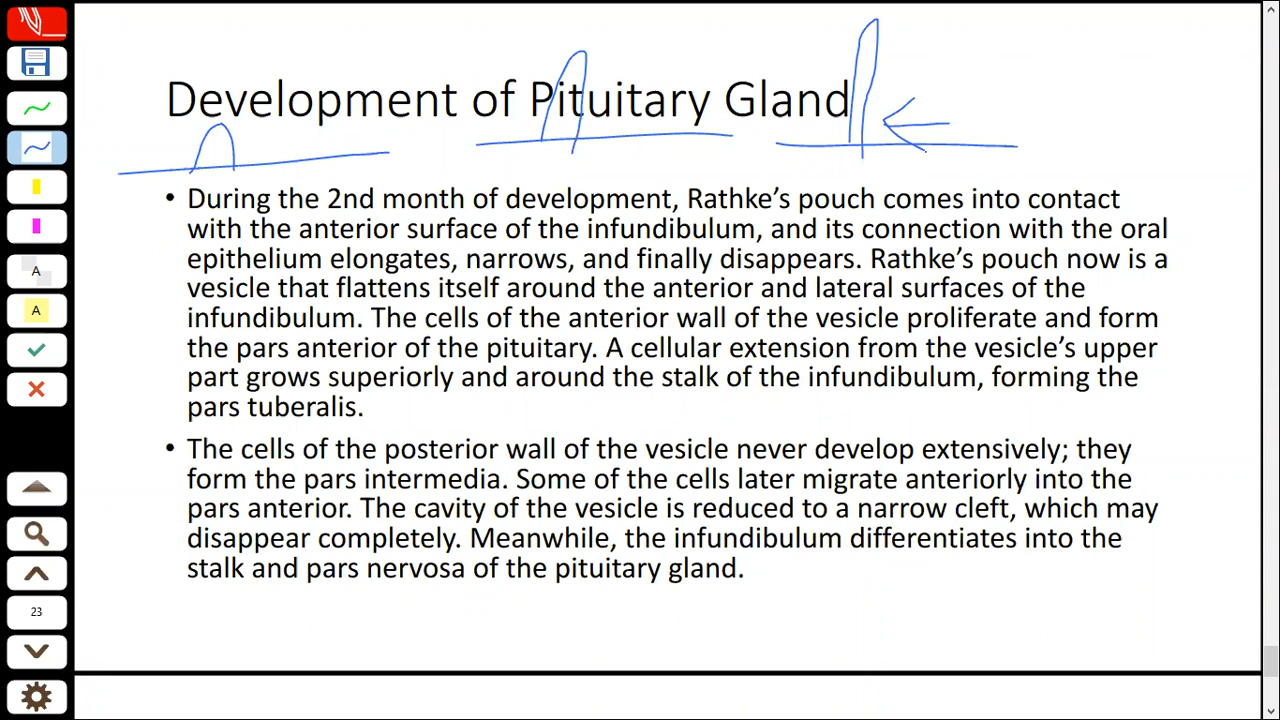 Development of Pituitary Gland
• During the 2nd month of development, Rathke’s pouch comes into contact
with the anterior surface of the infundibulum, and its connection with the oral
epithelium elongates, narrows, and finally disappears. Rathke’s pouch now is a
vesicle that flattens itself around the anterior and lateral surfaces of the
infundibulum. The cells of the anterior wall of the vesicle proliferate and form
the pars anterior of the pituitary. A cellular extension from the vesicle’s upper
part grows superiorly and around the stalk of the infundibulum, forming the
pars tuberalis.
• The cells of the posterior wall of the vesicle never develop extensively; they
form the pars intermedia. Some of the cells later migrate anteriorly into the
pars anterior. The cavity of the vesicle is reduced to a narrow cleft, which may
disappear completely. Meanwhile, the infundibulum differentiates into the
stalk and pars nervosa of the pituitary gland.
A
A
23